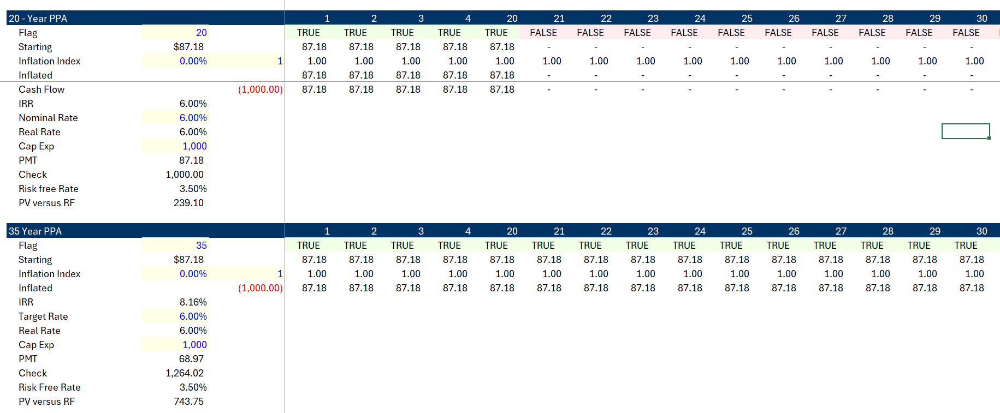 20 - Year PPA 1 2 3 4 20 21 22 23 24 25 26 27 28 29 30
Flag 20 TRUE TRUE TRUE TRUE TRUE FALSE FALSE FALSE FALSE FALSE FALSE FALSE FALSE FALSE FALSE
Starting $87.18 87.18 87.18 87.18 87.18 87.18 - - - - - - - - - -
Inflation Index 0.00% 1 1.00 1.00 1.00 1.00 1.00 1.00 1.00 1.00 1.00 1.00 1.00 1.00 1.00 1.00 1.00
Inflated 87.18 87.18 87.18 87.18 87.18 - - - - - - - - - -
Cash Flow (1,000.00) 87.18 87.18 87.18 87.18 87.18 - - - - - - - - - -
IRR 6.00%
Nominal Rate 6.00%
Real Rate 6.00%
Cap Exp 1,000
PMT 87.18
Check 1,000.00
Risk free Rate 3.50%
PV versus RF 239.10
35 Year PPA 1 2 3 4 20 21 22 23 24 25 26 27 28 29 30
Flag 35 TRUE TRUE TRUE TRUE TRUE TRUE TRUE TRUE TRUE TRUE TRUE TRUE TRUE TRUE TRUE
Starting $87.18 87.18 87.18 87.18 87.18 87.18 87.18 87.18 87.18 87.18 87.18 87.18 87.18 87.18 87.18 87.18
Inflation Index 0.00% 1 1.00 1.00 1.00 1.00 1.00 1.00 1.00 1.00 1.00 1.00 1.00 1.00 1.00 1.00 1.00
Inflated (1,000.00) 87.18 87.18 87.18 87.18 87.18 87.18 87.18 87.18 87.18 87.18 87.18 87.18 87.18 87.18 87.18
IRR 8.16%
Target Rate 6.00%
Real Rate 6.00%
Cap Exp 1,000
PMT 68.97
Check 1,264.02
Risk Free Rate 3.50%
PV versus RF 743.75